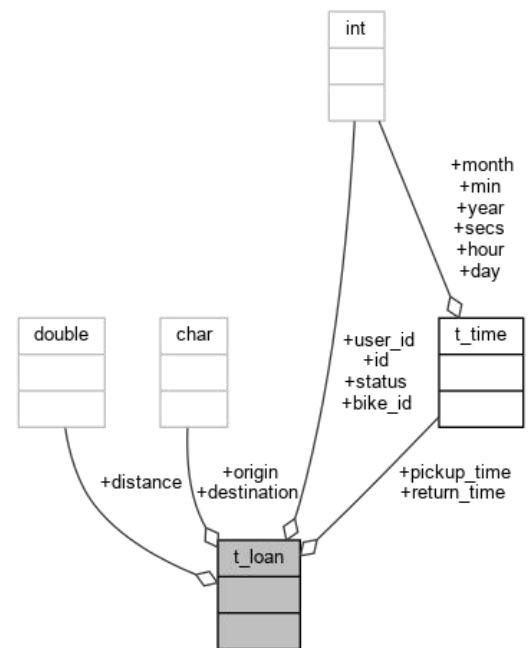 int
+month
+min
+year
+secs
+hour
+day
double
char
t_time
+user_id
+id
+status
+bike_id
+distance
+origin
+destination
+pickup_time
+return_time
t_loan